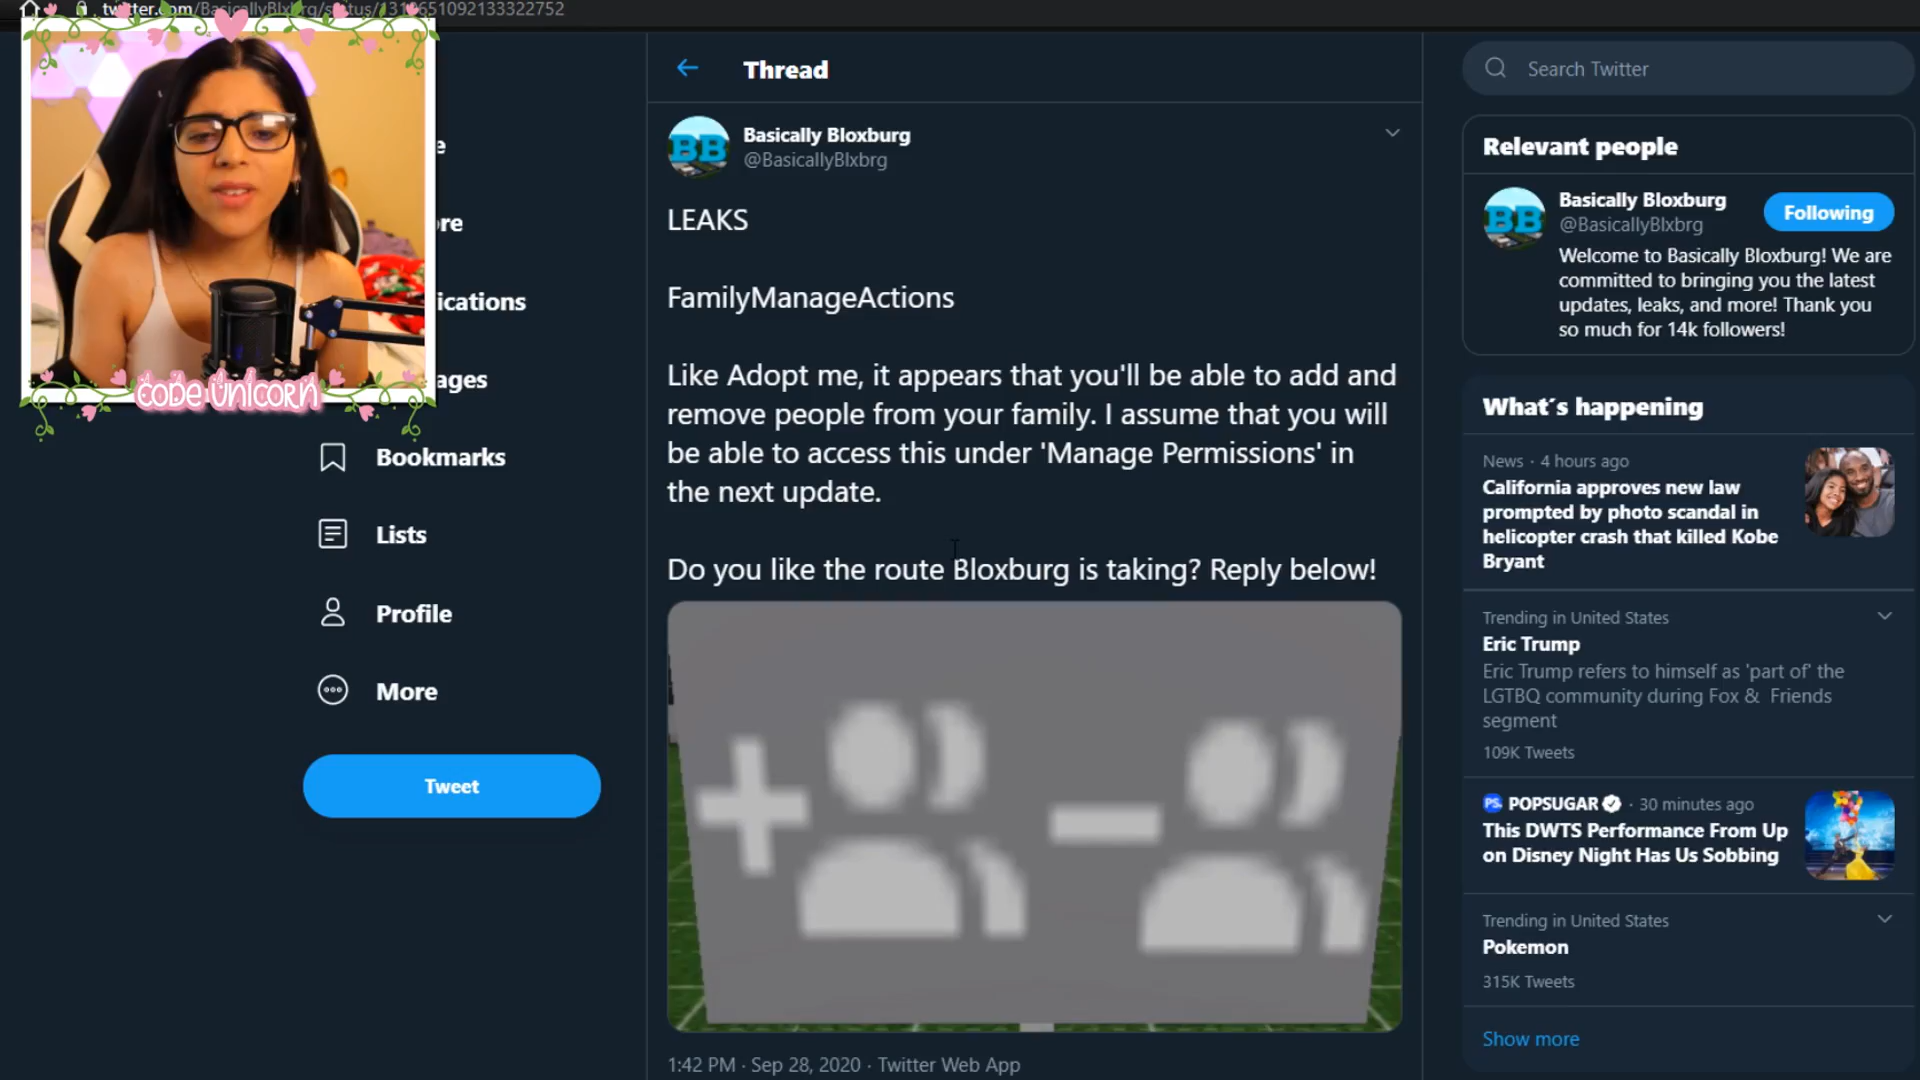 Thread
Basically Bloxburg
@BasicallyBlxbrg
LEAKS
FamilyManageActions
Like Adopt me, it appears that you'll be able to add and
remove people from your family. I assume that you will
be able to access this under 'Manage Permissions' in
the next update.
Do you like the route Bloxburg is taking? Reply below!
1:42 PM · Sep 28, 2020 · Twitter Web App
CODE UNICORN
Bookmarks
Lists
Profile
More
Tweet
Search Twitter
Relevant people
BB
Basically Bloxburg
@BasicallyBlxbrg
Following
Welcome to Basically Bloxburg! We are
committed to bringing you the latest
updates, leaks, and more! Thank you
so much for 14k followers!
What´s happening
News · 4 hours ago
California approves new law
prompted by photo scandal in
helicopter crash that killed Kobe
Bryant
Trending in United States
Eric Trump
Eric Trump refers to himself as 'part of' the
LGTBQ community during Fox & Friends
segment
109K Tweets
PS. POPSUGAR · 30 minutes ago
This DWTS Performance From Up
on Disney Night Has Us Sobbing
Trending in United States
Pokemon
315K Tweets
Show more